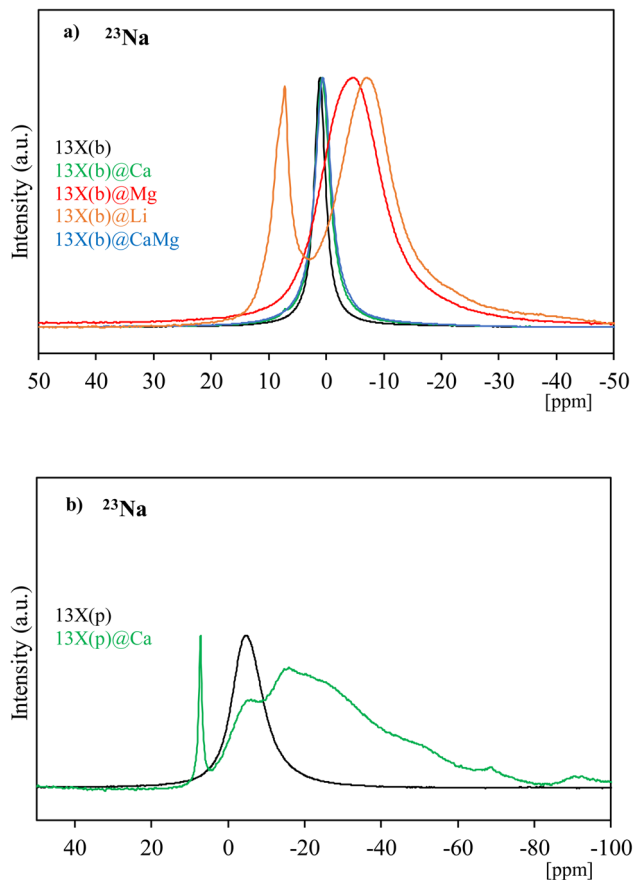 a) ²³Na
13X(b)
13X(b)@Ca
13X(b)@Mg
13X(b)@Li
13X(b)@CaMg
Intensity (a.u.)
50 40 30 20 10 0 -10 -20 -30 -40 -50
[ppm]
b) ²³Na
13X(p)
13X(p)@Ca
Intensity (a.u.)
40 20 0 -20 -40 -60 -80 -100
[ppm]